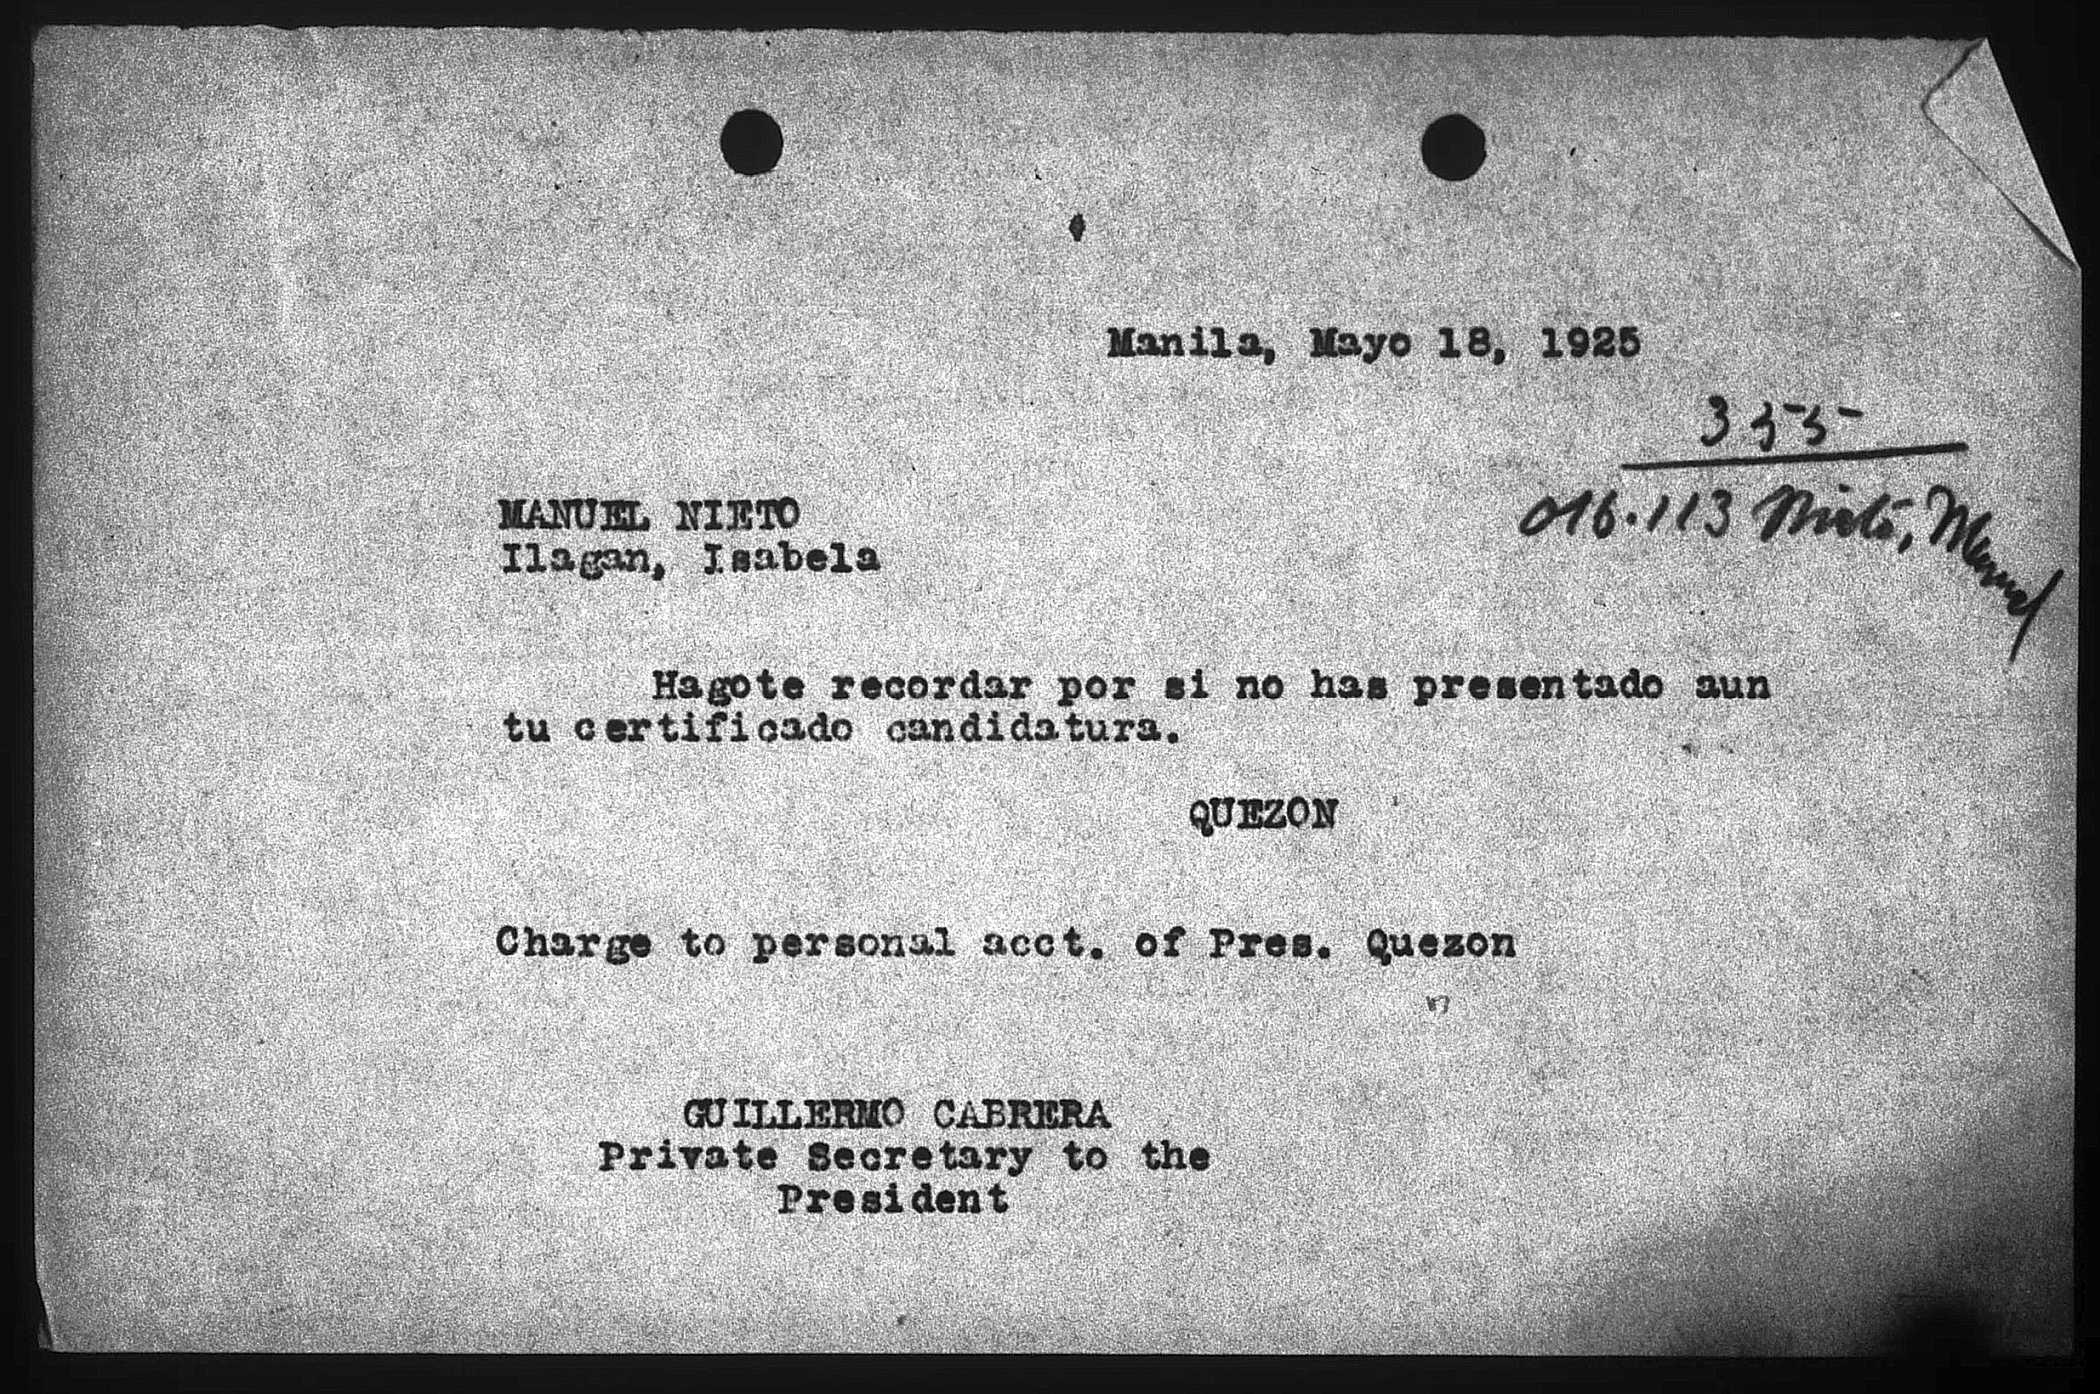 Manila, Mayo 18, 1925
335
016.113 Nieto, Manuel
MANUEL NIETO
Ilagan, Isabela
Hagote recordar por si no has presentado aun
tu certificado candidatura.
QUEZON
Charge to personal acct. of Pres. Quezon
GUILLERMO CABRERA
Private Secretary to the
President